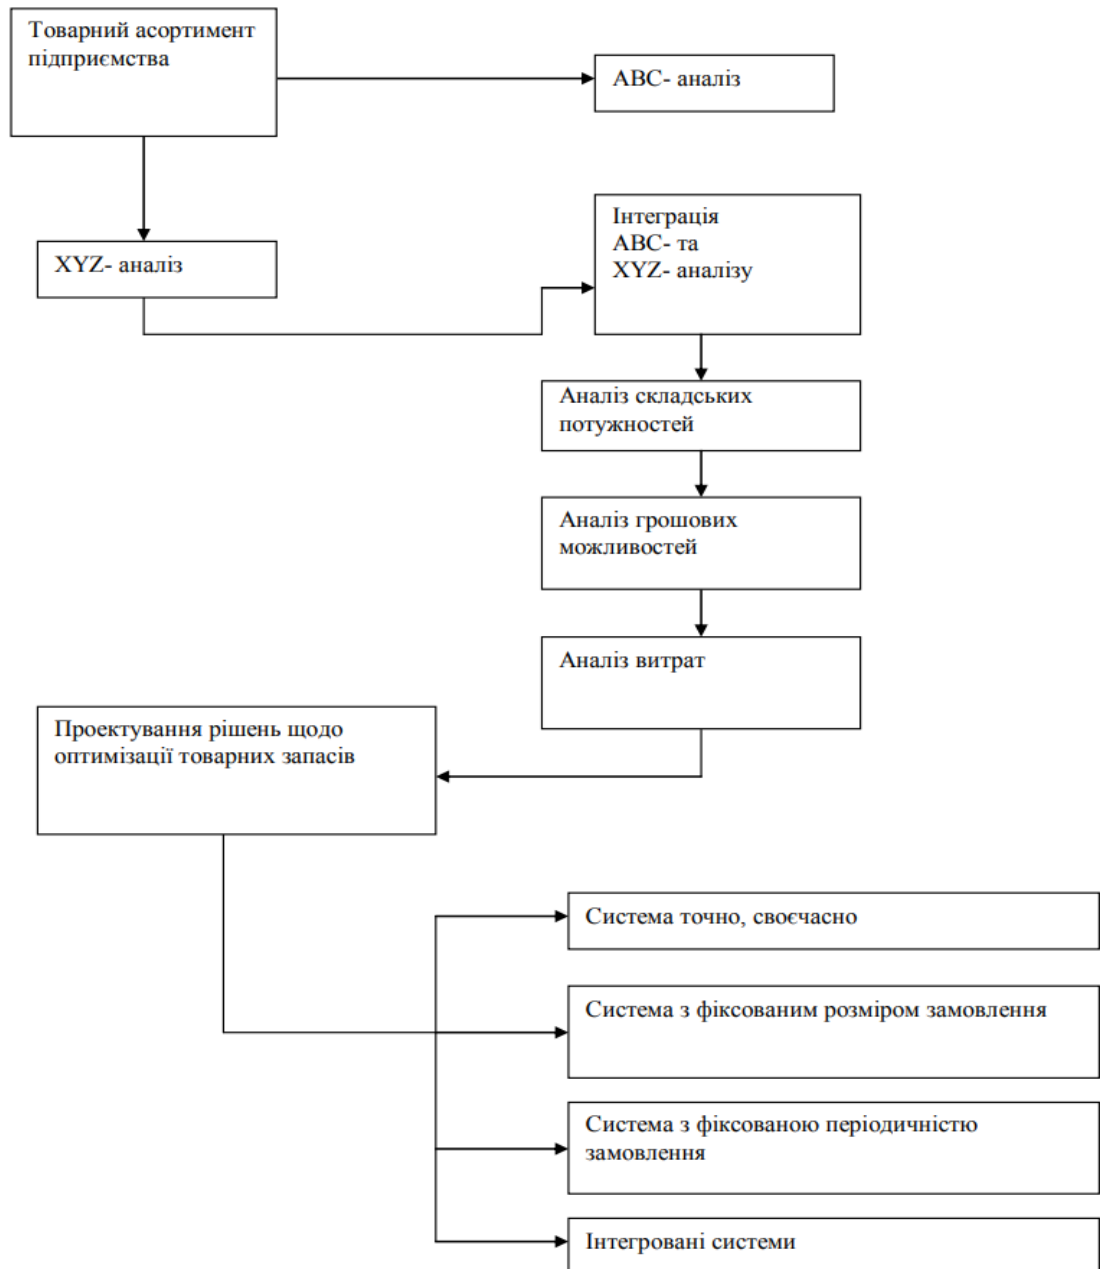 Товарний асортимент
підприємства
АВС- аналіз
XYZ- аналіз
Інтеграція
АВС- та
XYZ- аналізу
Аналіз складських
потужностей
Аналіз грошових
можливостей
Аналіз витрат
Проектування рішень щодо
оптимізації товарних запасів
Система точно, своєчасно
Система з фіксованим розміром замовлення
Система з фіксованою періодичністю
замовлення
Інтегровані системи